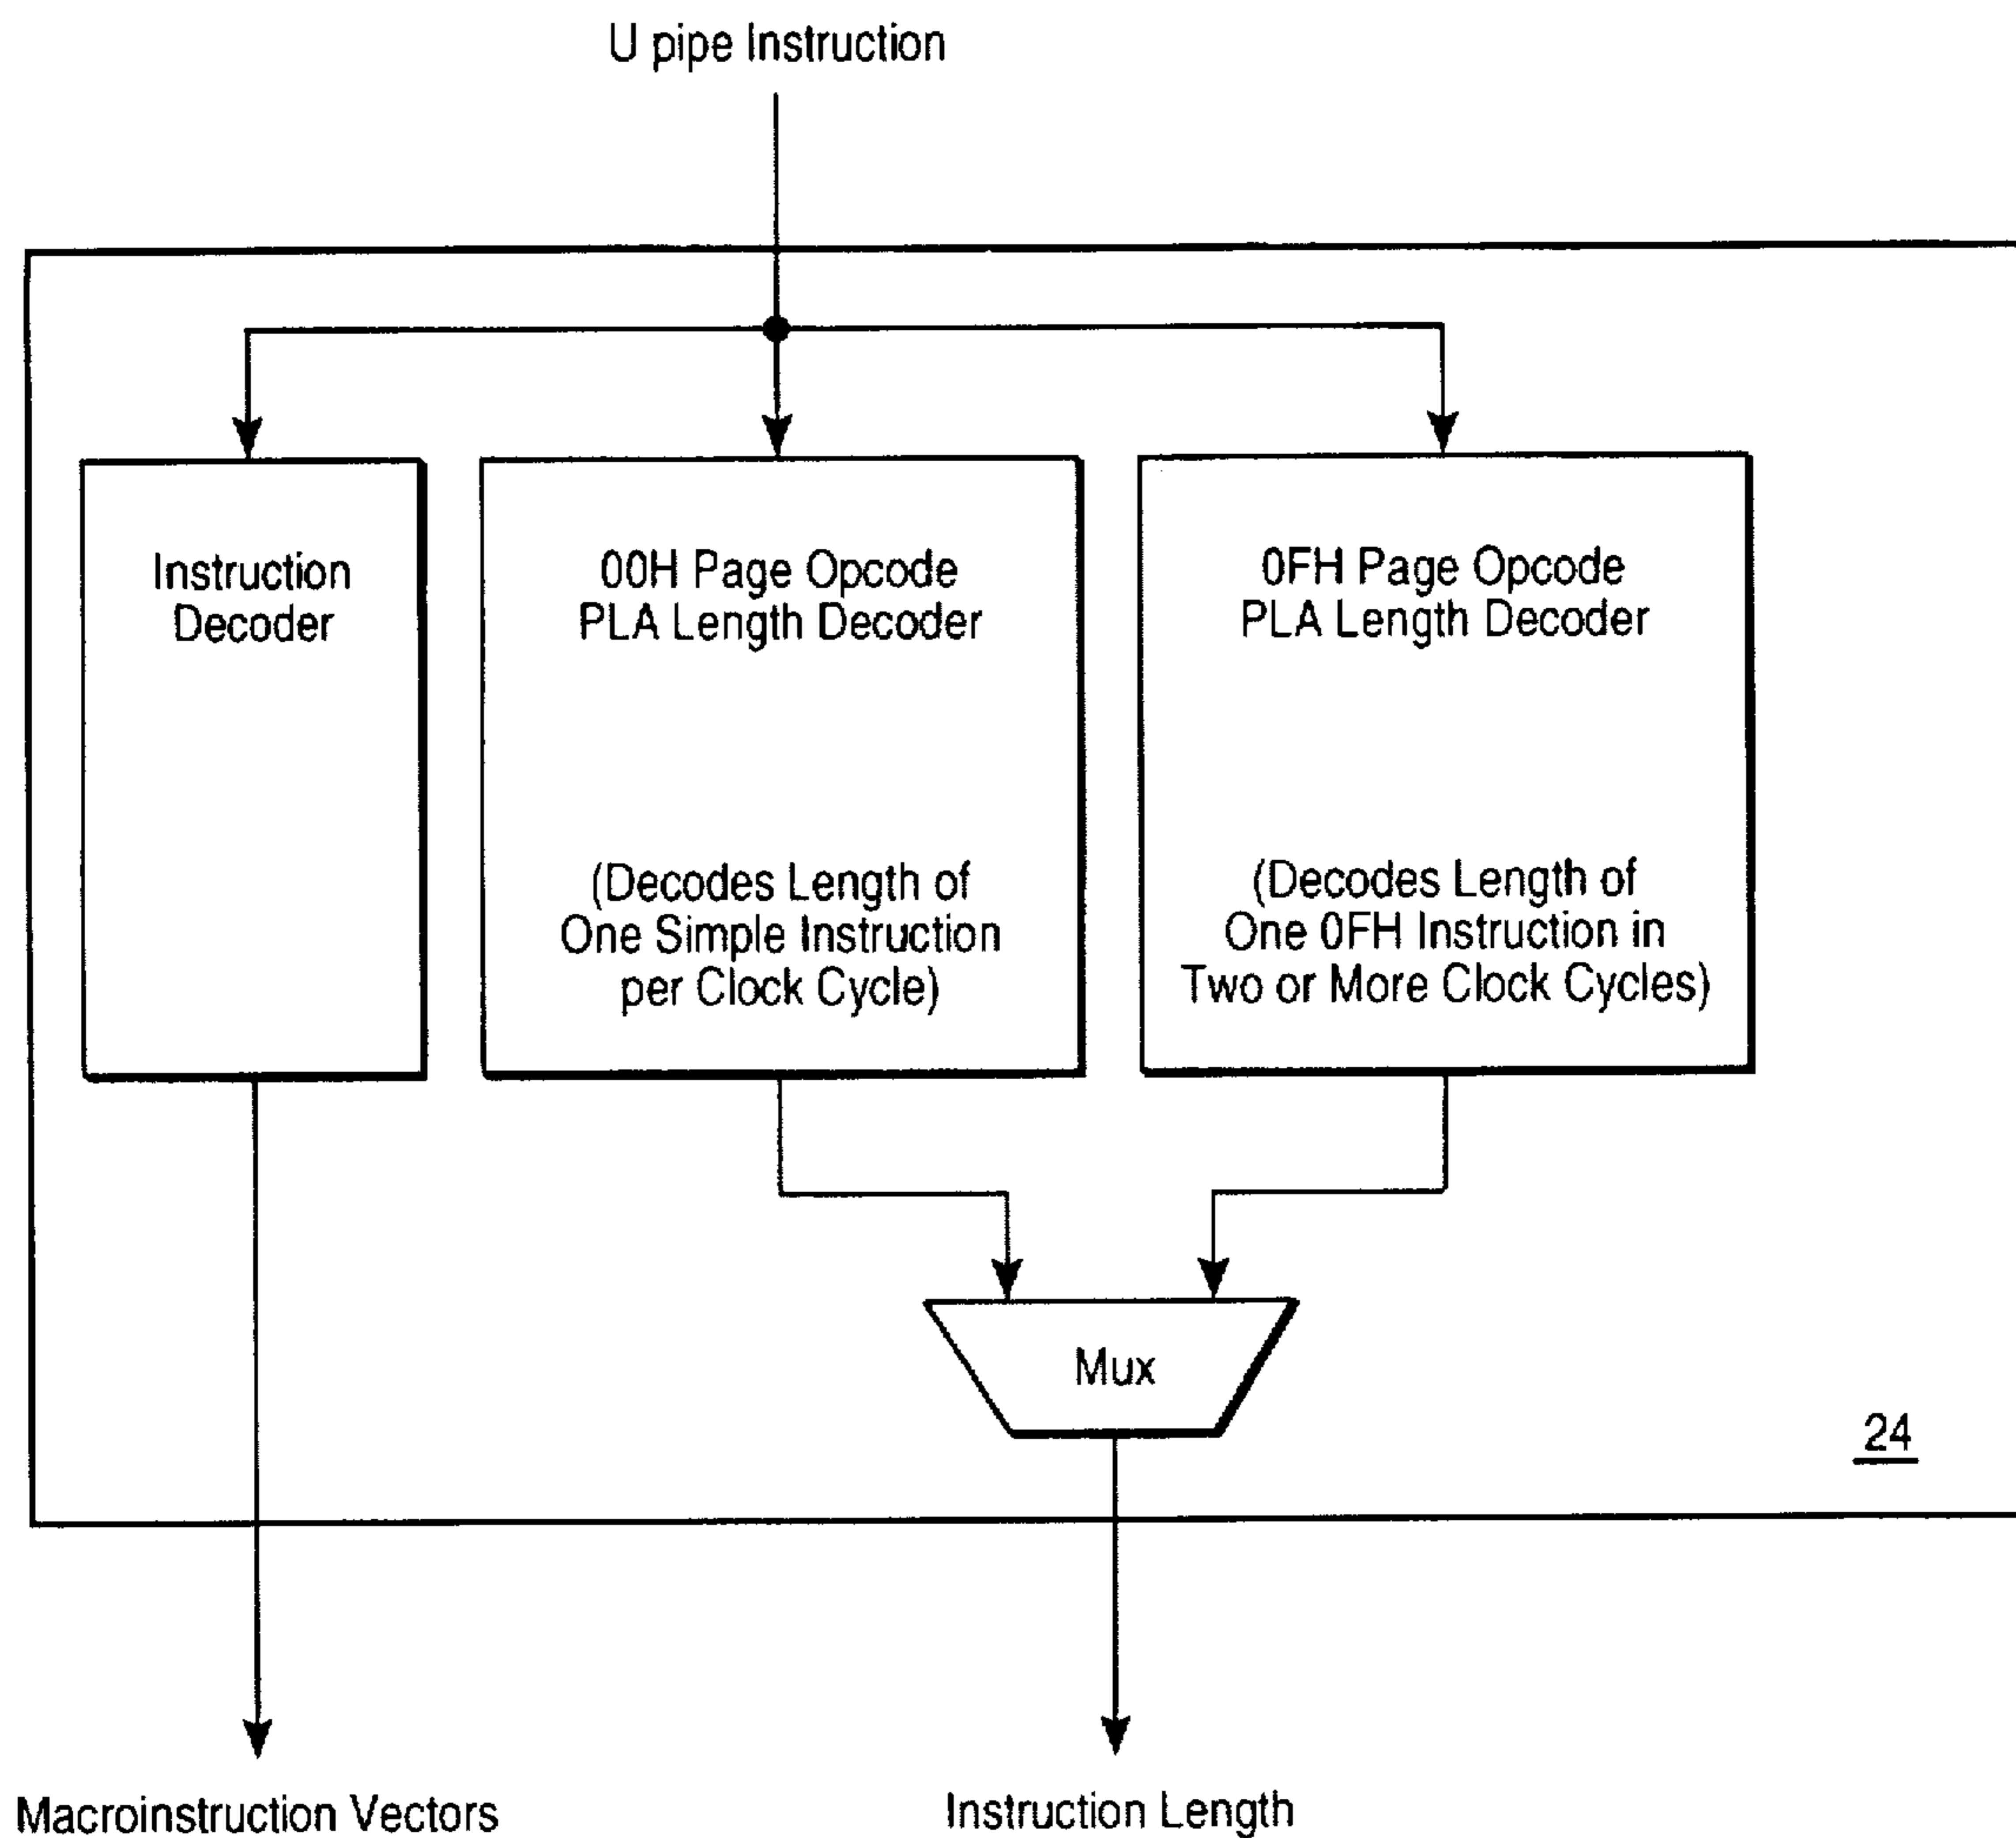 U pipe Instruction
Instruction
Decoder
00H Page Opcode
PLA Length Decoder
(Decodes Length of
One Simple Instruction
per Clock Cycle)
0FH Page Opcode
PLA Length Decoder
(Decodes Length of
One 0FH Instruction in
Two or More Clock Cycles)
Mux
24
Macroinstruction Vectors
Instruction Length